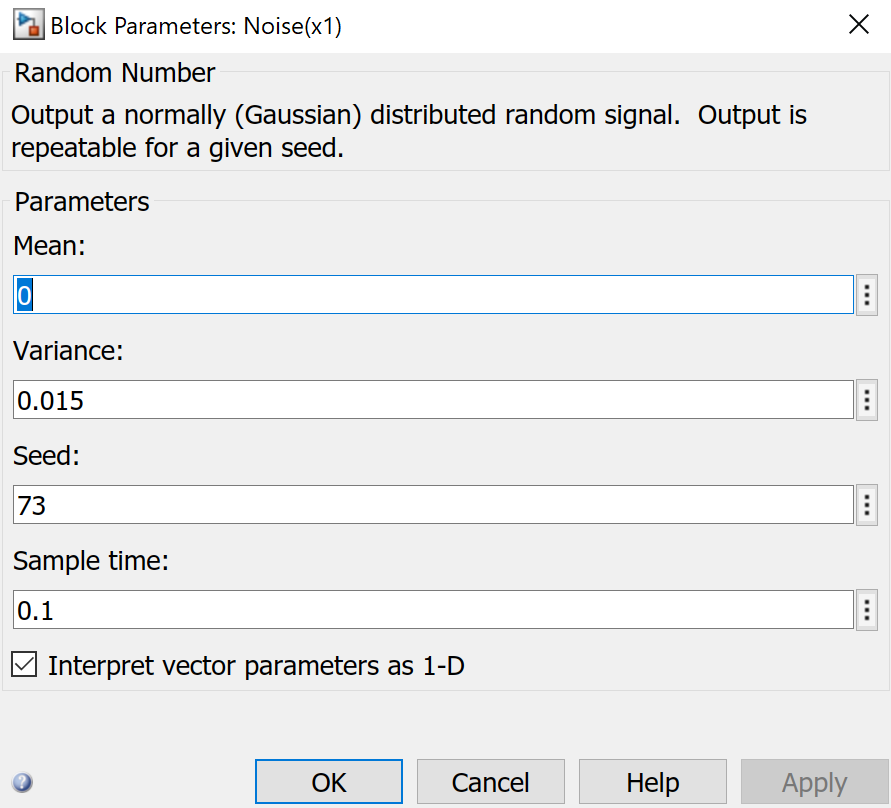 Block Parameters: Noise(x1)
Random Number
Output a normally (Gaussian) distributed random signal.  Output is
repeatable for a given seed.
Parameters
Mean:
0
Variance:
0.015
Seed:
73
Sample time:
0.1
Interpret vector parameters as 1-D
OK
Cancel
Help
Apply